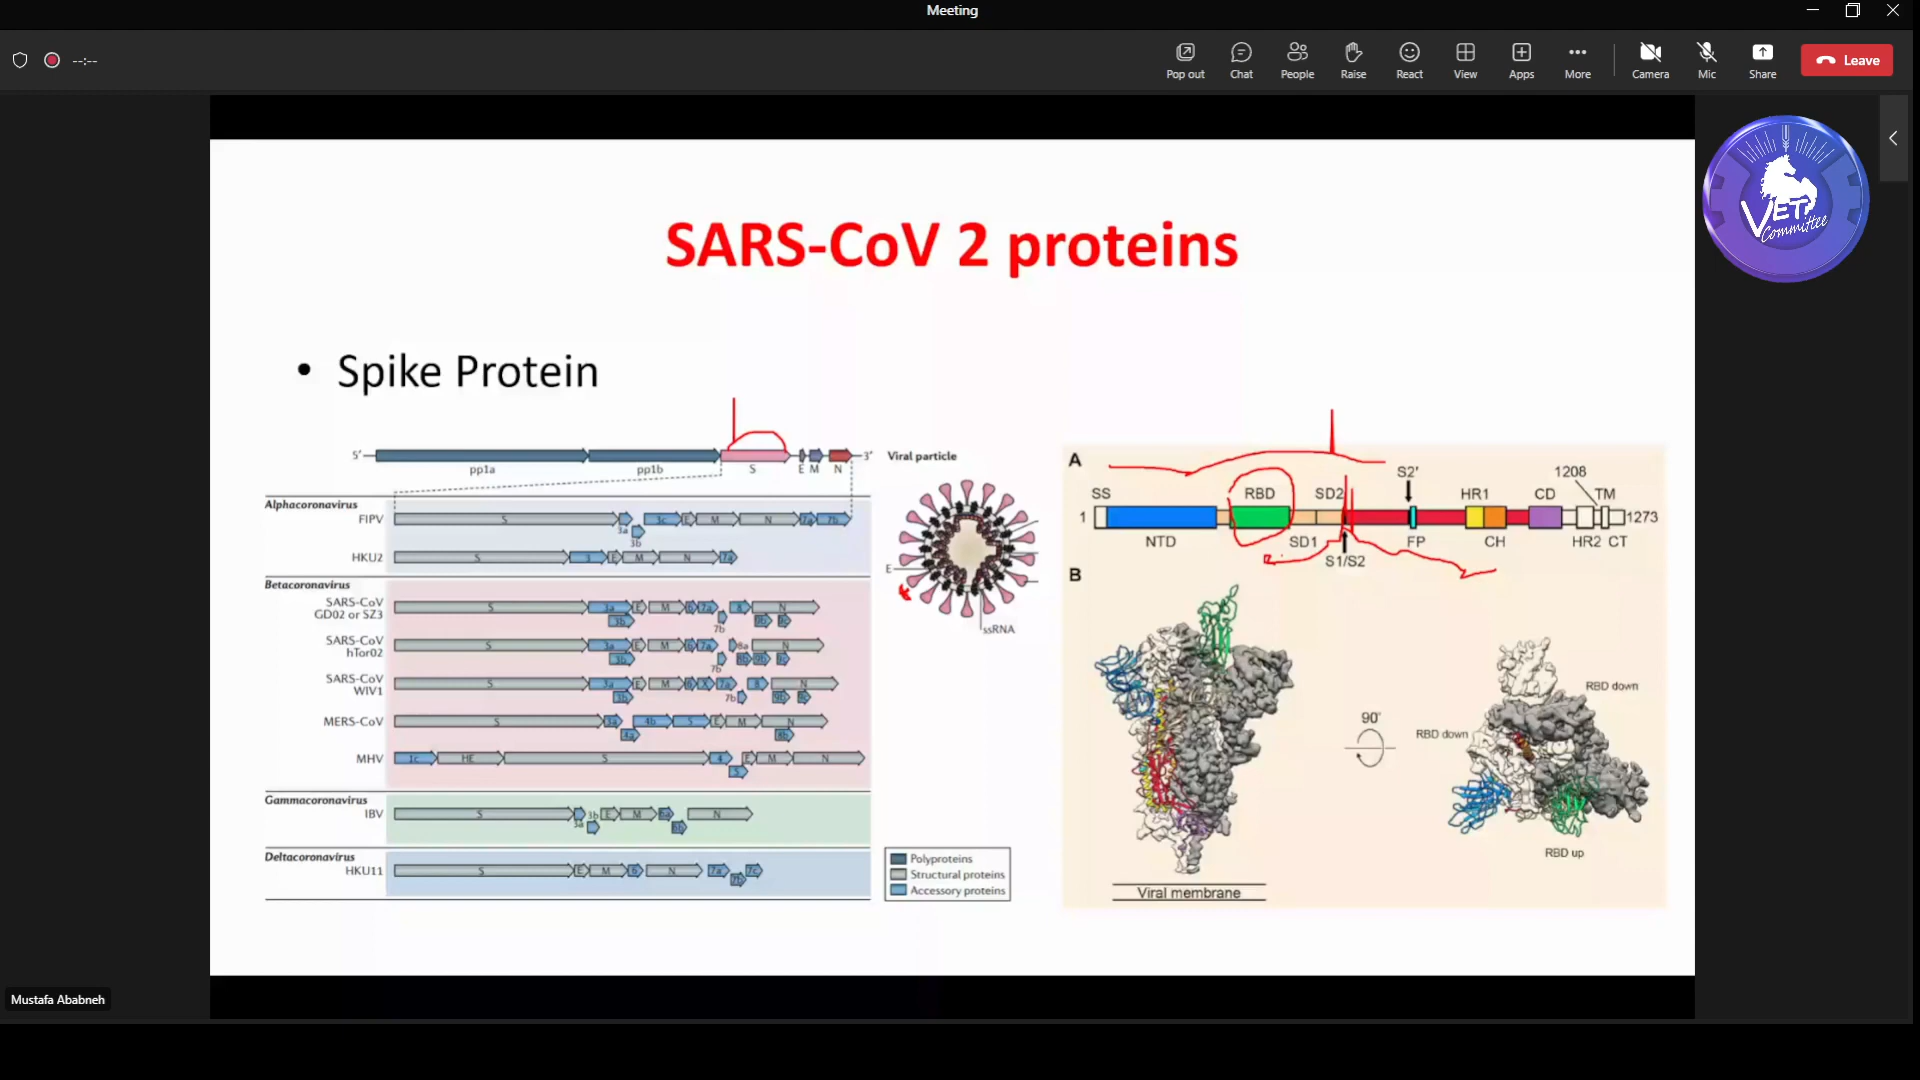 Meeting
--:--
Pop out Chat People Raise React View Apps More Camera Mic Share Leave
VET
Committee
SARS-CoV 2 proteins
• Spike Protein
5′ 3′
pp1a pp1b S E M N
Viral particle
E
ssRNA
Alphacoronavirus
FIPV S 3a 3b 3c E M N 7a 7b
HKU2 S 3 E M N 7a
Betacoronavirus
SARS-CoV
GD02 or SZ3
S 3a 3b E M 6 7a 7b 8 N 9b
SARS-CoV
hTor02
S 3a 3b E M 6 7a 7b 8a 8b N 9b
SARS-CoV
WIV1
S 3a 3b E M 6 X 7a 7b 8 N 9b
MERS-CoV S 3a 4a 4b 5 E M N 8b
MHV 1c HE S 4 5 E M N
Gammacoronavirus
IBV S 3a 3b E M 6a 6b N
Deltacoronavirus
HKU11 S E M 6 N 7a 7b 7c
Polyproteins
Structural proteins
Accessory proteins
A
S2′ 1208
SS RBD SD2 HR1 CD TM
1 1273
NTD SD1 FP CH HR2 CT
S1/S2
B
RBD down
90°
RBD down
RBD up
Viral membrane
Mustafa Ababneh